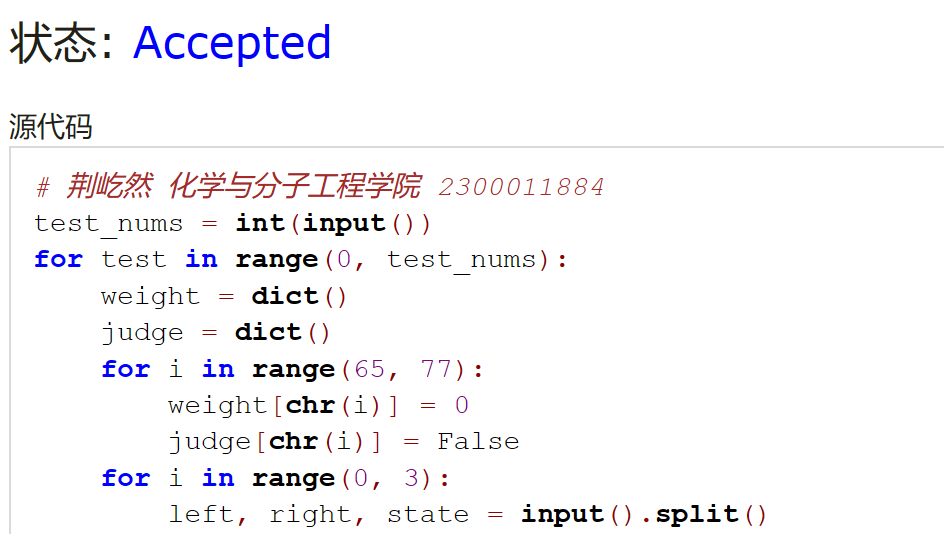 状态: Accepted
源代码
# 荆屹然 化学与分子工程学院 2300011884
test_nums = int(input())
for test in range(0, test_nums):
    weight = dict()
    judge = dict()
    for i in range(65, 77):
        weight[chr(i)] = 0
        judge[chr(i)] = False
    for i in range(0, 3):
        left, right, state = input().split()